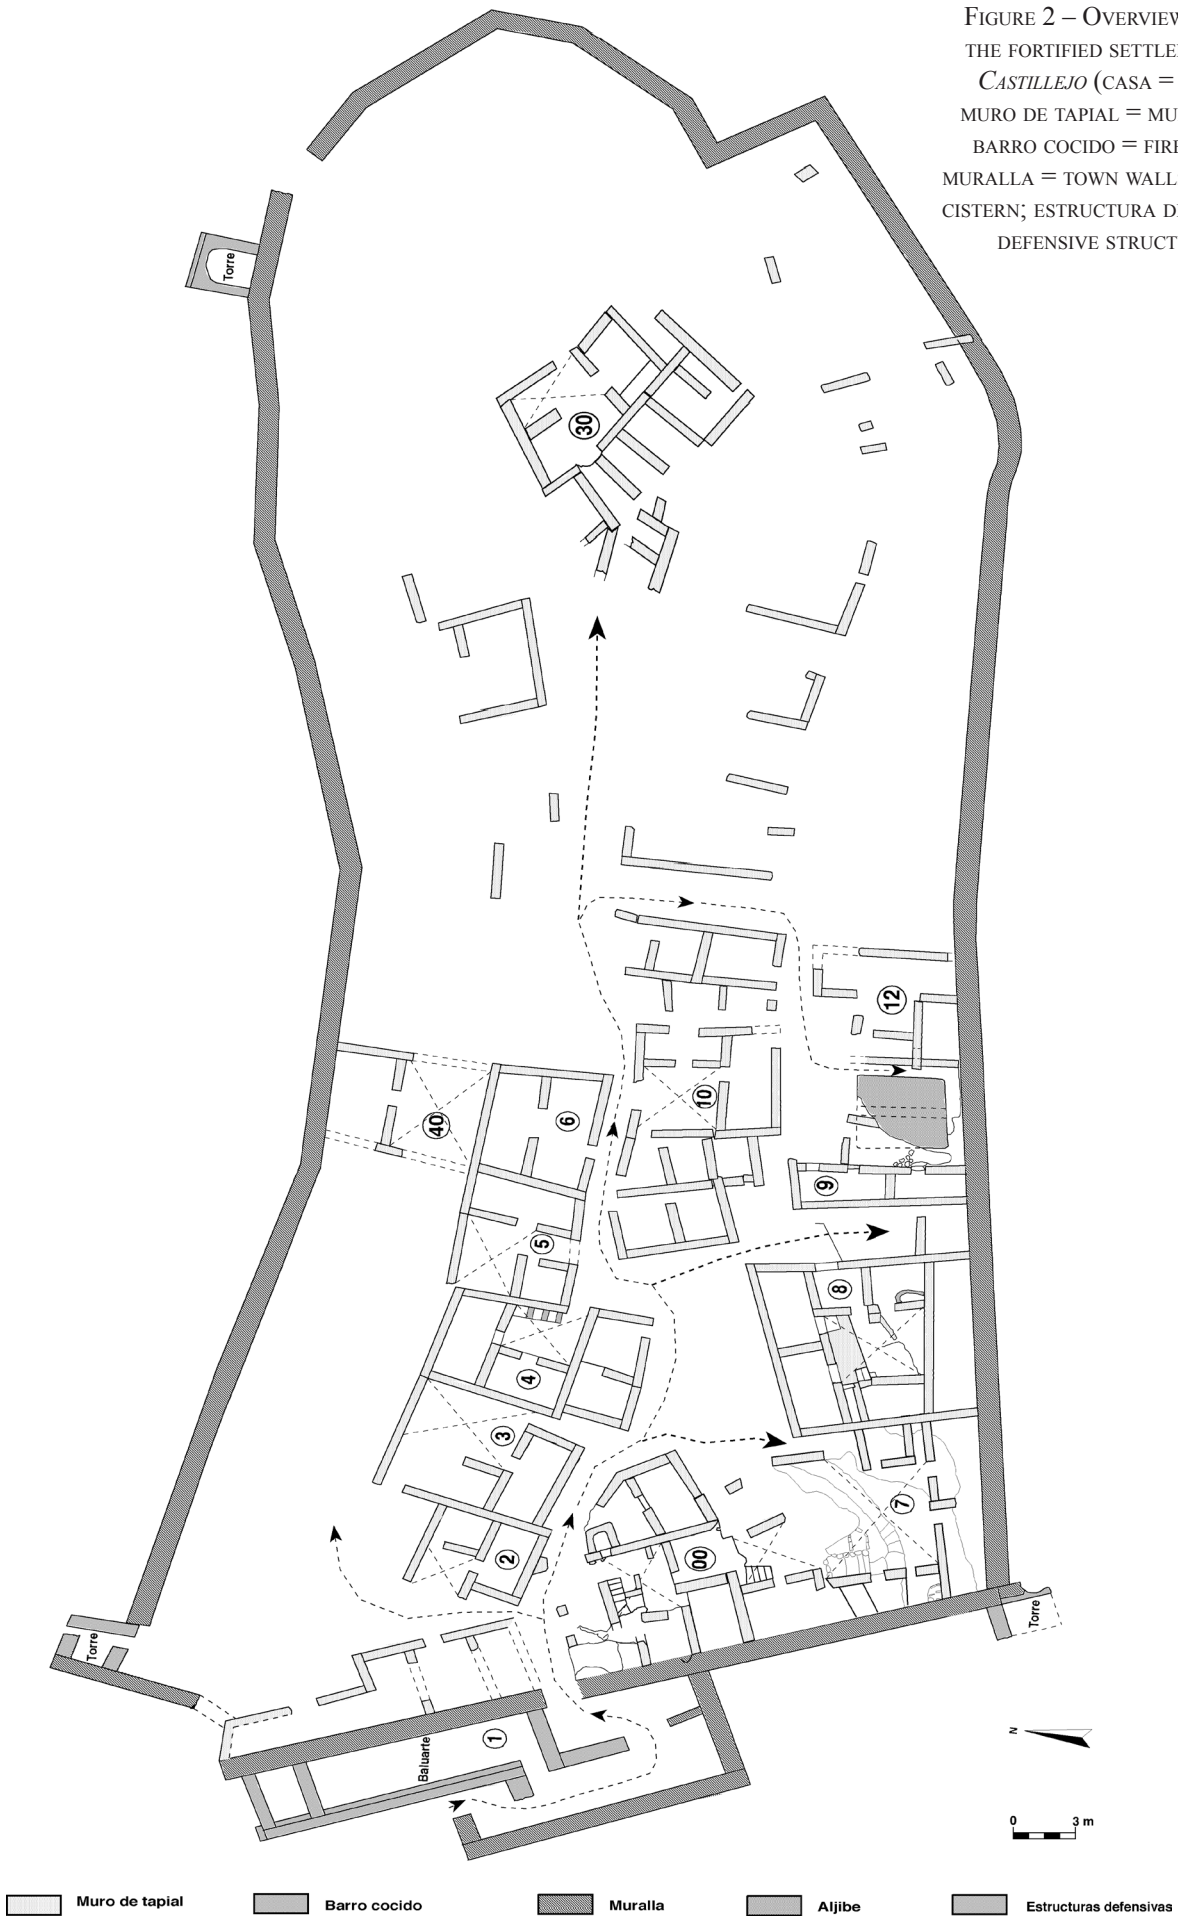 FIGURE 2 – OVERVIEW
THE FORTIFIED SETTLE
CASTILLEJO (CASA =
MURO DE TAPIAL = MU
BARRO COCIDO = FIRE
MURALLA = TOWN WALL
CISTERN; ESTRUCTURA D
DEFENSIVE STRUCT
Torre
30
12
10
40
6
9
5
8
4
3
7
2
00
Torre
Torre
1
Baluarte
N
0 3 m
Muro de tapial
Barro cocido
Muralla
Aljibe
Estructuras defensivas